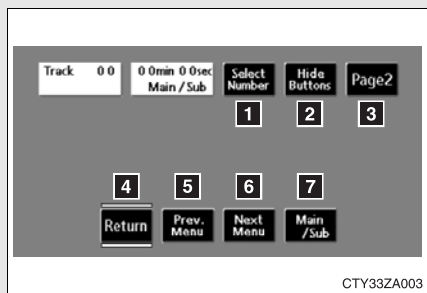 Track 0 0
0 0min 0 0sec
Main / Sub
Select
Number
Hide
Buttons
Page2
1
2
3
4
5
6
7
Return
Prev.
Menu
Next
Menu
Main
/Sub
CTY33ZA003